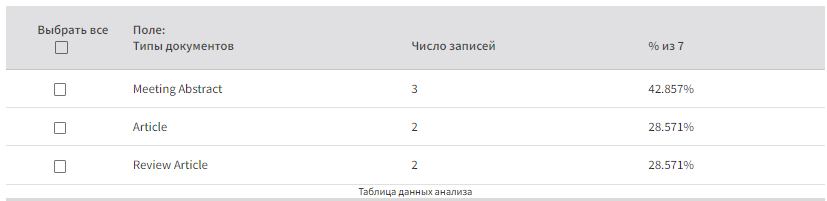 Выбрать все Поле:
Типы документов Число записей % из 7
Meeting Abstract 3 42.857%
Article 2 28.571%
Review Article 2 28.571%
Таблица данных анализа